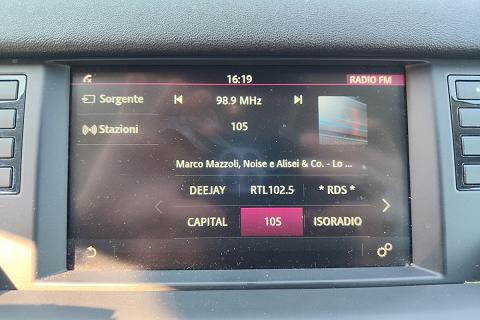 16:19
RADIO FM
Sorgente
98.9 MHz
Stazioni
105
Marco Mazzoli, Noise e Alisei & Co. - Lo ...
DEEJAY
RTL102.5
* RDS *
CAPITAL
105
ISORADIO